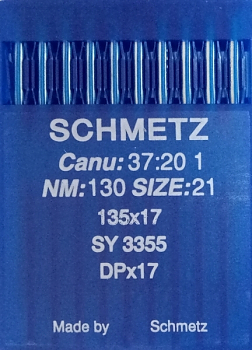 SCHMETZ
Canu: 37:20 1
NM:130 SIZE:21
135x17
SY 3355
DPx17
Made by Schmetz